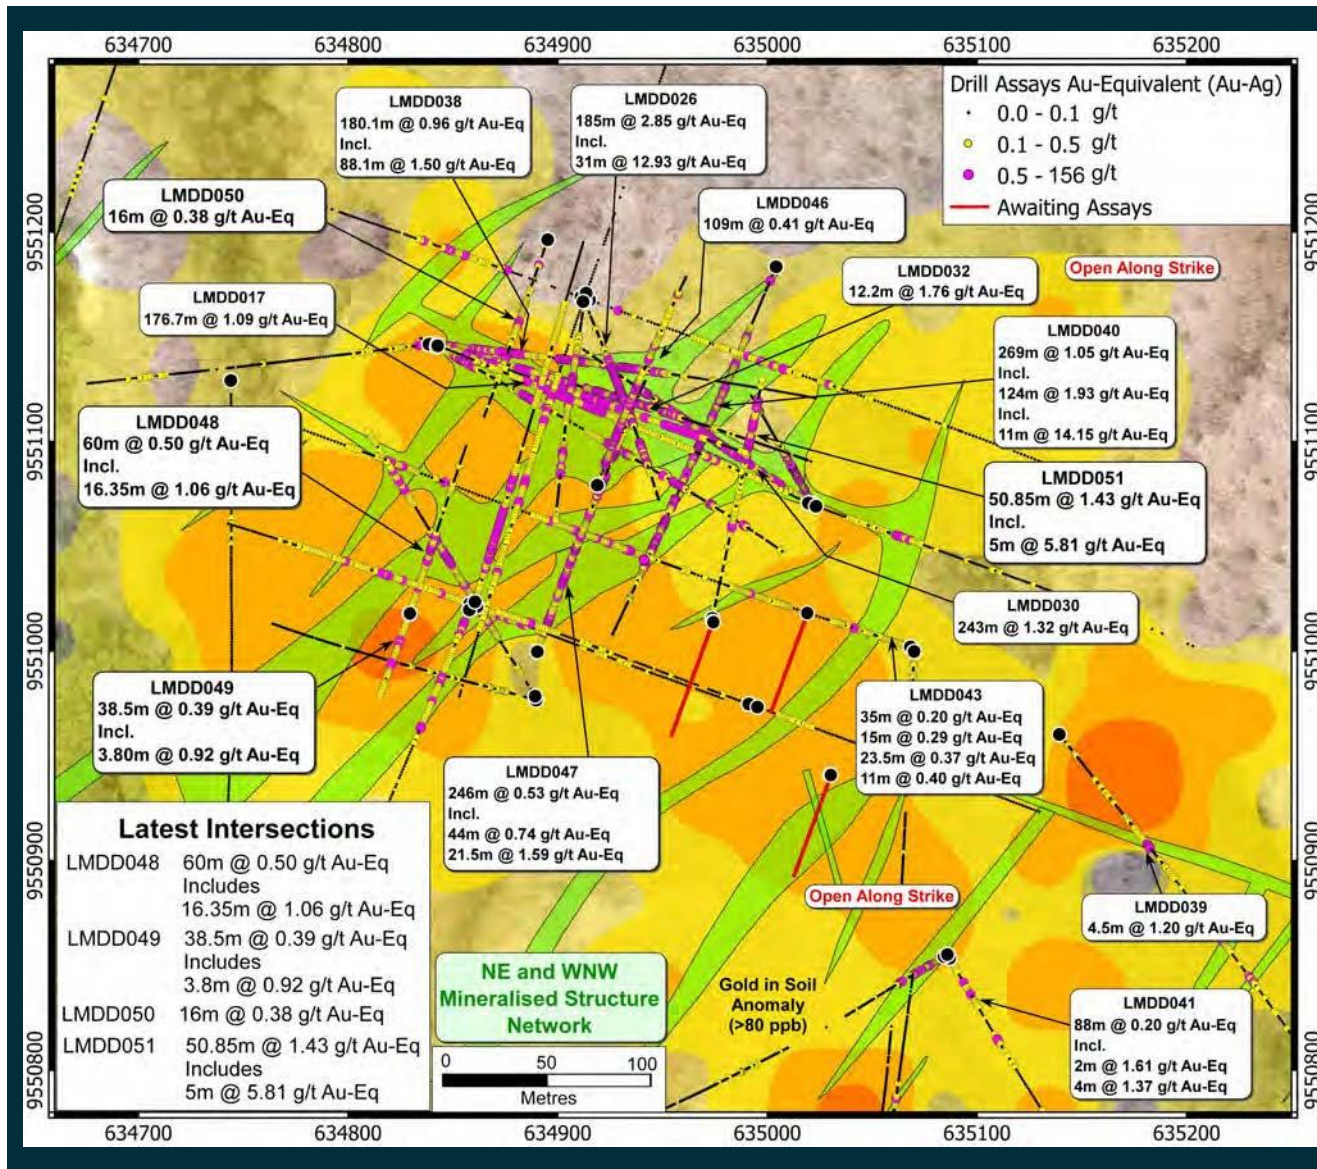 634700 634800 634900 635000 635100 635200
Drill Assays Au-Equivalent (Au-Ag)
0.0 - 0.1 g/t
0.1 - 0.5 g/t
0.5 - 156 g/t
Awaiting Assays
LMDD038
180.1m @ 0.96 g/t Au-Eq
Incl.
88.1m @ 1.50 g/t Au-Eq
LMDD026
185m @ 2.85 g/t Au-Eq
Incl.
31m @ 12.93 g/t Au-Eq
LMDD050
16m @ 0.38 g/t Au-Eq
LMDD046
109m @ 0.41 g/t Au-Eq
9551200
9551200
Open Along Strike
LMDD032
12.2m @ 1.76 g/t Au-Eq
LMDD017
176.7m @ 1.09 g/t Au-Eq
LMDD040
269m @ 1.05 g/t Au-Eq
Incl.
124m @ 1.93 g/t Au-Eq
Incl.
11m @ 14.15 g/t Au-Eq
9551100
9551100
LMDD048
60m @ 0.50 g/t Au-Eq
Incl.
16.35m @ 1.06 g/t Au-Eq
LMDD051
50.85m @ 1.43 g/t Au-Eq
Incl.
5m @ 5.81 g/t Au-Eq
LMDD030
243m @ 1.32 g/t Au-Eq
9551000
9551000
LMDD049
38.5m @ 0.39 g/t Au-Eq
Incl.
3.80m @ 0.92 g/t Au-Eq
LMDD043
35m @ 0.20 g/t Au-Eq
15m @ 0.29 g/t Au-Eq
23.5m @ 0.37 g/t Au-Eq
11m @ 0.40 g/t Au-Eq
LMDD047
246m @ 0.53 g/t Au-Eq
Incl.
44m @ 0.74 g/t Au-Eq
21.5m @ 1.59 g/t Au-Eq
9550900
9550900
Open Along Strike
LMDD039
4.5m @ 1.20 g/t Au-Eq
Latest Intersections
LMDD048 60m @ 0.50 g/t Au-Eq
Includes
16.35m @ 1.06 g/t Au-Eq
LMDD049 38.5m @ 0.39 g/t Au-Eq
Includes
3.8m @ 0.92 g/t Au-Eq
LMDD050 16m @ 0.38 g/t Au-Eq
LMDD051 50.85m @ 1.43 g/t Au-Eq
Includes
5m @ 5.81 g/t Au-Eq
NE and WNW
Mineralised Structure
Network
Gold in Soil
Anomaly
(>80 ppb)
LMDD041
88m @ 0.20 g/t Au-Eq
Incl.
2m @ 1.61 g/t Au-Eq
4m @ 1.37 g/t Au-Eq
0 50 100
Metres
9550800
9550800
634700 634800 634900 635000 635100 635200